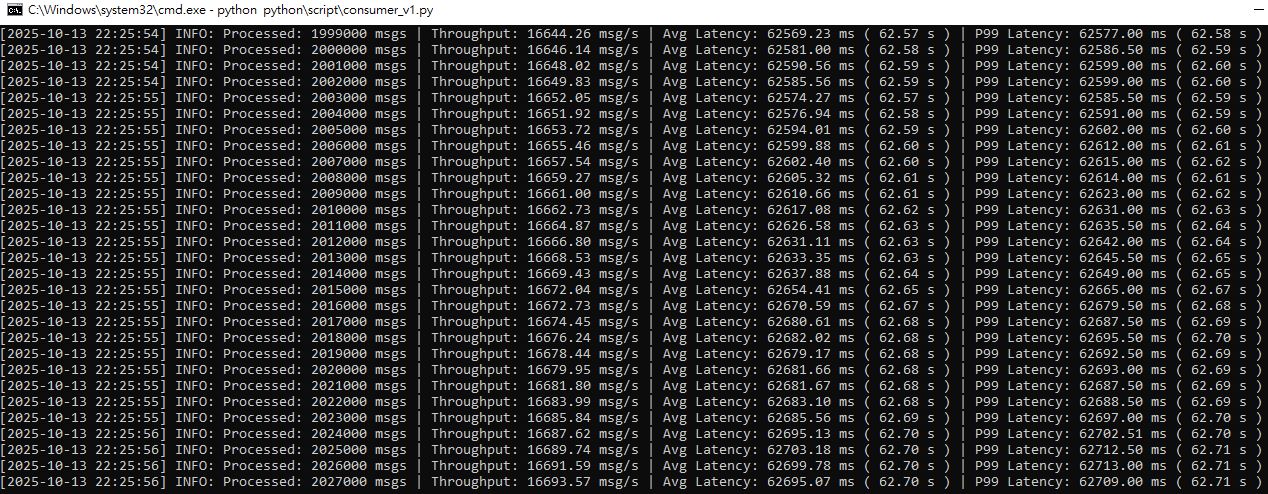 C:\Windows\system32\cmd.exe - python python\script\consumer_v1.py
[2025-10-13 22:25:54] INFO: Processed: 1999000 msgs | Throughput: 16644.26 msg/s | Avg Latency: 62569.23 ms ( 62.57 s ) | P99 Latency: 62577.00 ms ( 62.58 s )
[2025-10-13 22:25:54] INFO: Processed: 2000000 msgs | Throughput: 16646.14 msg/s | Avg Latency: 62581.00 ms ( 62.58 s ) | P99 Latency: 62586.50 ms ( 62.59 s )
[2025-10-13 22:25:54] INFO: Processed: 2001000 msgs | Throughput: 16648.02 msg/s | Avg Latency: 62590.56 ms ( 62.59 s ) | P99 Latency: 62599.00 ms ( 62.60 s )
[2025-10-13 22:25:54] INFO: Processed: 2002000 msgs | Throughput: 16649.83 msg/s | Avg Latency: 62585.56 ms ( 62.59 s ) | P99 Latency: 62599.00 ms ( 62.60 s )
[2025-10-13 22:25:55] INFO: Processed: 2003000 msgs | Throughput: 16652.05 msg/s | Avg Latency: 62574.27 ms ( 62.57 s ) | P99 Latency: 62585.50 ms ( 62.59 s )
[2025-10-13 22:25:55] INFO: Processed: 2004000 msgs | Throughput: 16651.92 msg/s | Avg Latency: 62576.94 ms ( 62.58 s ) | P99 Latency: 62591.00 ms ( 62.59 s )
[2025-10-13 22:25:55] INFO: Processed: 2005000 msgs | Throughput: 16653.72 msg/s | Avg Latency: 62594.01 ms ( 62.59 s ) | P99 Latency: 62602.00 ms ( 62.60 s )
[2025-10-13 22:25:55] INFO: Processed: 2006000 msgs | Throughput: 16655.46 msg/s | Avg Latency: 62599.88 ms ( 62.60 s ) | P99 Latency: 62612.00 ms ( 62.61 s )
[2025-10-13 22:25:55] INFO: Processed: 2007000 msgs | Throughput: 16657.54 msg/s | Avg Latency: 62602.40 ms ( 62.60 s ) | P99 Latency: 62615.00 ms ( 62.62 s )
[2025-10-13 22:25:55] INFO: Processed: 2008000 msgs | Throughput: 16659.27 msg/s | Avg Latency: 62605.32 ms ( 62.61 s ) | P99 Latency: 62614.00 ms ( 62.61 s )
[2025-10-13 22:25:55] INFO: Processed: 2009000 msgs | Throughput: 16661.00 msg/s | Avg Latency: 62610.66 ms ( 62.61 s ) | P99 Latency: 62623.00 ms ( 62.62 s )
[2025-10-13 22:25:55] INFO: Processed: 2010000 msgs | Throughput: 16662.73 msg/s | Avg Latency: 62617.08 ms ( 62.62 s ) | P99 Latency: 62631.00 ms ( 62.63 s )
[2025-10-13 22:25:55] INFO: Processed: 2011000 msgs | Throughput: 16664.87 msg/s | Avg Latency: 62626.58 ms ( 62.63 s ) | P99 Latency: 62635.50 ms ( 62.64 s )
[2025-10-13 22:25:55] INFO: Processed: 2012000 msgs | Throughput: 16666.80 msg/s | Avg Latency: 62631.11 ms ( 62.63 s ) | P99 Latency: 62642.00 ms ( 62.64 s )
[2025-10-13 22:25:55] INFO: Processed: 2013000 msgs | Throughput: 16668.53 msg/s | Avg Latency: 62633.35 ms ( 62.63 s ) | P99 Latency: 62645.50 ms ( 62.65 s )
[2025-10-13 22:25:55] INFO: Processed: 2014000 msgs | Throughput: 16669.43 msg/s | Avg Latency: 62637.88 ms ( 62.64 s ) | P99 Latency: 62649.00 ms ( 62.65 s )
[2025-10-13 22:25:55] INFO: Processed: 2015000 msgs | Throughput: 16672.04 msg/s | Avg Latency: 62654.41 ms ( 62.65 s ) | P99 Latency: 62665.00 ms ( 62.67 s )
[2025-10-13 22:25:55] INFO: Processed: 2016000 msgs | Throughput: 16672.73 msg/s | Avg Latency: 62670.59 ms ( 62.67 s ) | P99 Latency: 62679.50 ms ( 62.68 s )
[2025-10-13 22:25:55] INFO: Processed: 2017000 msgs | Throughput: 16674.45 msg/s | Avg Latency: 62680.61 ms ( 62.68 s ) | P99 Latency: 62687.50 ms ( 62.69 s )
[2025-10-13 22:25:55] INFO: Processed: 2018000 msgs | Throughput: 16676.24 msg/s | Avg Latency: 62682.02 ms ( 62.68 s ) | P99 Latency: 62695.50 ms ( 62.70 s )
[2025-10-13 22:25:55] INFO: Processed: 2019000 msgs | Throughput: 16678.44 msg/s | Avg Latency: 62679.17 ms ( 62.68 s ) | P99 Latency: 62692.50 ms ( 62.69 s )
[2025-10-13 22:25:55] INFO: Processed: 2020000 msgs | Throughput: 16679.95 msg/s | Avg Latency: 62681.66 ms ( 62.68 s ) | P99 Latency: 62693.00 ms ( 62.69 s )
[2025-10-13 22:25:55] INFO: Processed: 2021000 msgs | Throughput: 16681.80 msg/s | Avg Latency: 62681.67 ms ( 62.68 s ) | P99 Latency: 62687.50 ms ( 62.69 s )
[2025-10-13 22:25:55] INFO: Processed: 2022000 msgs | Throughput: 16683.99 msg/s | Avg Latency: 62683.10 ms ( 62.68 s ) | P99 Latency: 62688.50 ms ( 62.69 s )
[2025-10-13 22:25:55] INFO: Processed: 2023000 msgs | Throughput: 16685.84 msg/s | Avg Latency: 62685.56 ms ( 62.69 s ) | P99 Latency: 62697.00 ms ( 62.70 s )
[2025-10-13 22:25:56] INFO: Processed: 2024000 msgs | Throughput: 16687.62 msg/s | Avg Latency: 62695.13 ms ( 62.70 s ) | P99 Latency: 62702.51 ms ( 62.70 s )
[2025-10-13 22:25:56] INFO: Processed: 2025000 msgs | Throughput: 16689.74 msg/s | Avg Latency: 62703.18 ms ( 62.70 s ) | P99 Latency: 62712.50 ms ( 62.71 s )
[2025-10-13 22:25:56] INFO: Processed: 2026000 msgs | Throughput: 16691.59 msg/s | Avg Latency: 62699.78 ms ( 62.70 s ) | P99 Latency: 62713.00 ms ( 62.71 s )
[2025-10-13 22:25:56] INFO: Processed: 2027000 msgs | Throughput: 16693.57 msg/s | Avg Latency: 62695.07 ms ( 62.70 s ) | P99 Latency: 62709.00 ms ( 62.71 s )